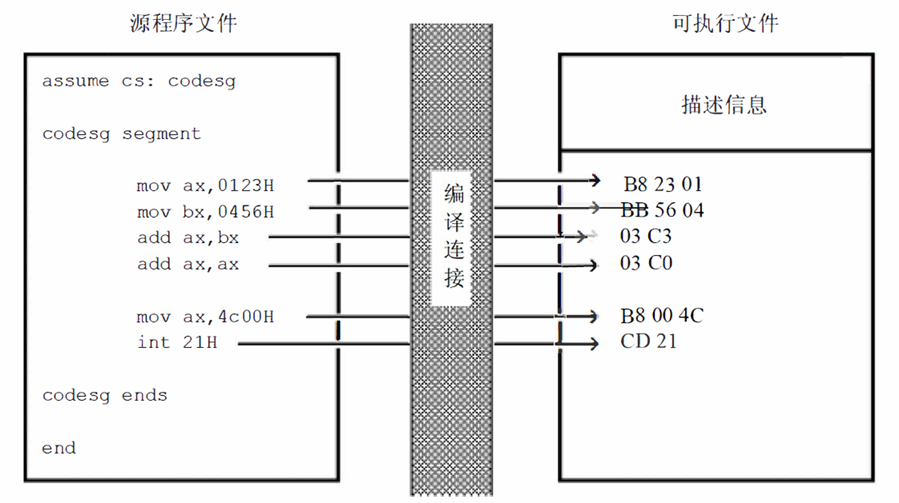 源程序文件
assume cs: codesg
codesg segment
mov ax,0123H
mov bx,0456H
add ax,bx
add ax,ax
mov ax,4c00H
int 21H
codesg ends
end
编译连接
可执行文件
描述信息
B8 23 01
BB 56 04
03 C3
03 C0
B8 00 4C
CD 21